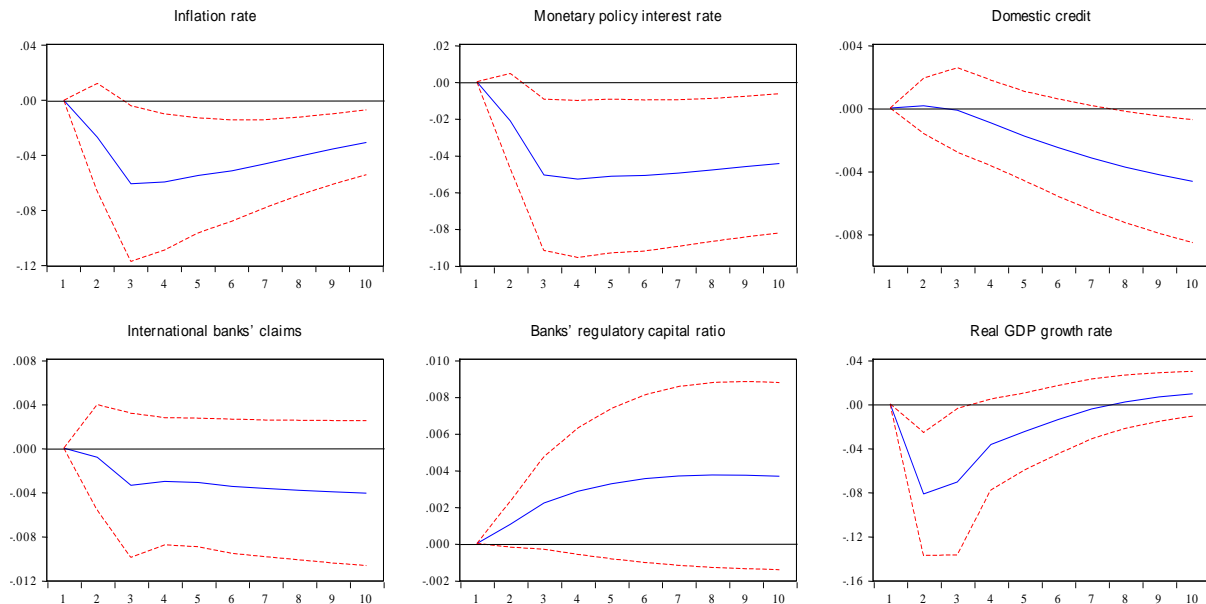 Inflation rate
.04
.00
-.04
-.08
-.12
1 2 3 4 5 6 7 8 9 10
Monetary policy interest rate
.02
.00
-.02
-.04
-.06
-.08
-.10
1 2 3 4 5 6 7 8 9 10
Domestic credit
.004
.000
-.004
-.008
1 2 3 4 5 6 7 8 9 10
International banks’ claims
.008
.004
.000
-.004
-.008
-.012
1 2 3 4 5 6 7 8 9 10
Banks’ regulatory capital ratio
.010
.008
.006
.004
.002
.000
-.002
1 2 3 4 5 6 7 8 9 10
Real GDP growth rate
.04
.00
-.04
-.08
-.12
-.16
1 2 3 4 5 6 7 8 9 10